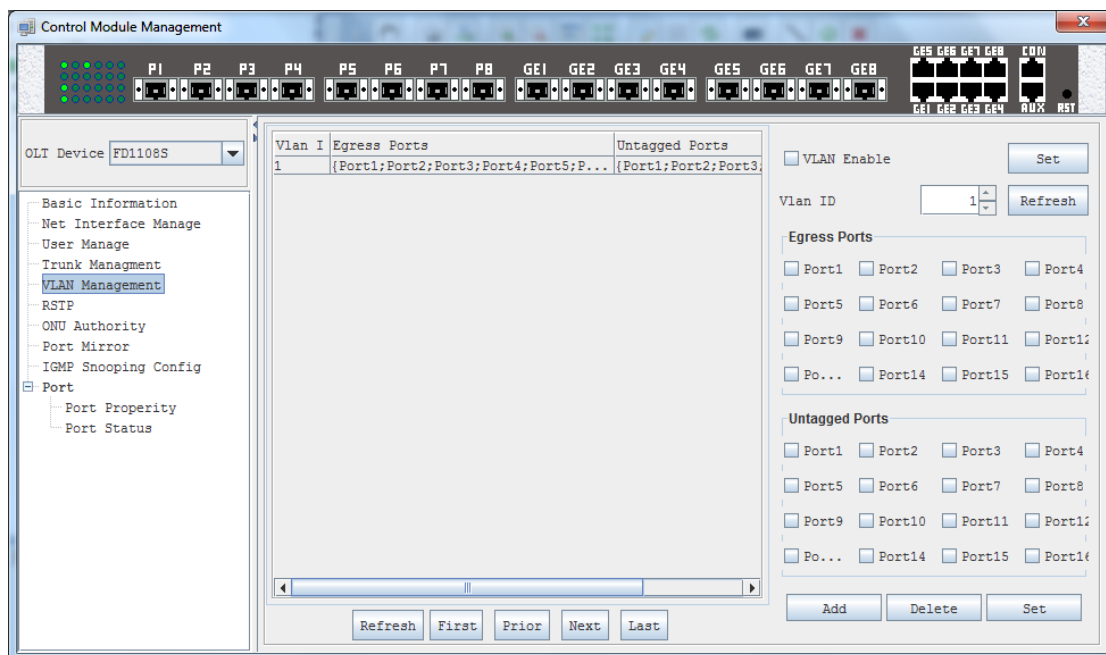 Control Module Management
GE5 GE6 GE7 GE8 CON
P1 P2 P3 P4 P5 P6 P7 P8 GE1 GE2 GE3 GE4 GE5 GE6 GE7 GE8
GE1 GE2 GE3 GE4 AUX RST
OLT Device FD1108S
Basic Information
Net Interface Manage
User Manage
Trunk Managment
VLAN Management
RSTP
ONU Authority
Port Mirror
IGMP Snooping Config
Port
Port Properity
Port Status
Vlan I Egress Ports Untagged Ports
1 {Port1;Port2;Port3;Port4;Port5;P... {Port1;Port2;Port3;
Refresh First Prior Next Last
VLAN Enable Set
Vlan ID 1 Refresh
Egress Ports
Port1 Port2 Port3 Port4
Port5 Port6 Port7 Port8
Port9 Port10 Port11 Port12
Po... Port14 Port15 Port16
Untagged Ports
Port1 Port2 Port3 Port4
Port5 Port6 Port7 Port8
Port9 Port10 Port11 Port12
Po... Port14 Port15 Port16
Add Delete Set